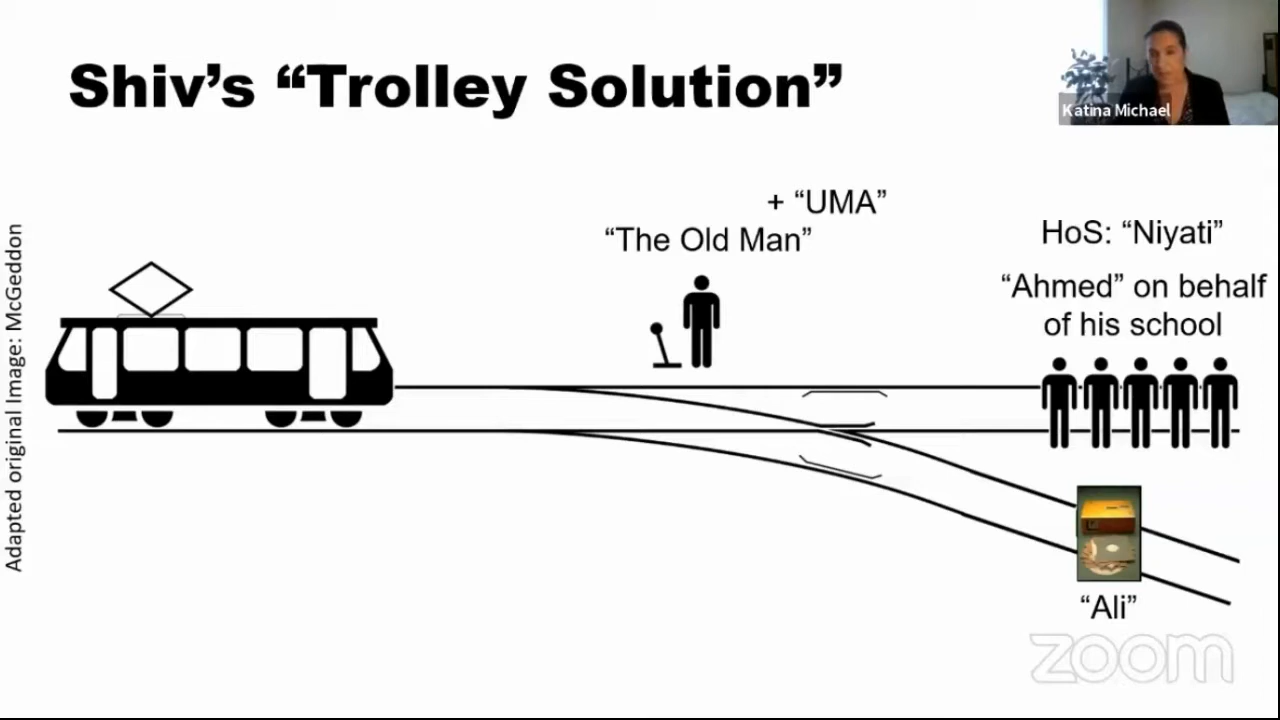 Shiv’s “Trolley Solution”
Katina Michael
+ “UMA”
“The Old Man”
HoS: “Niyati”
“Ahmed” on behalf
of his school
Adapted original Image: McGeddon
“Ali”
zoom